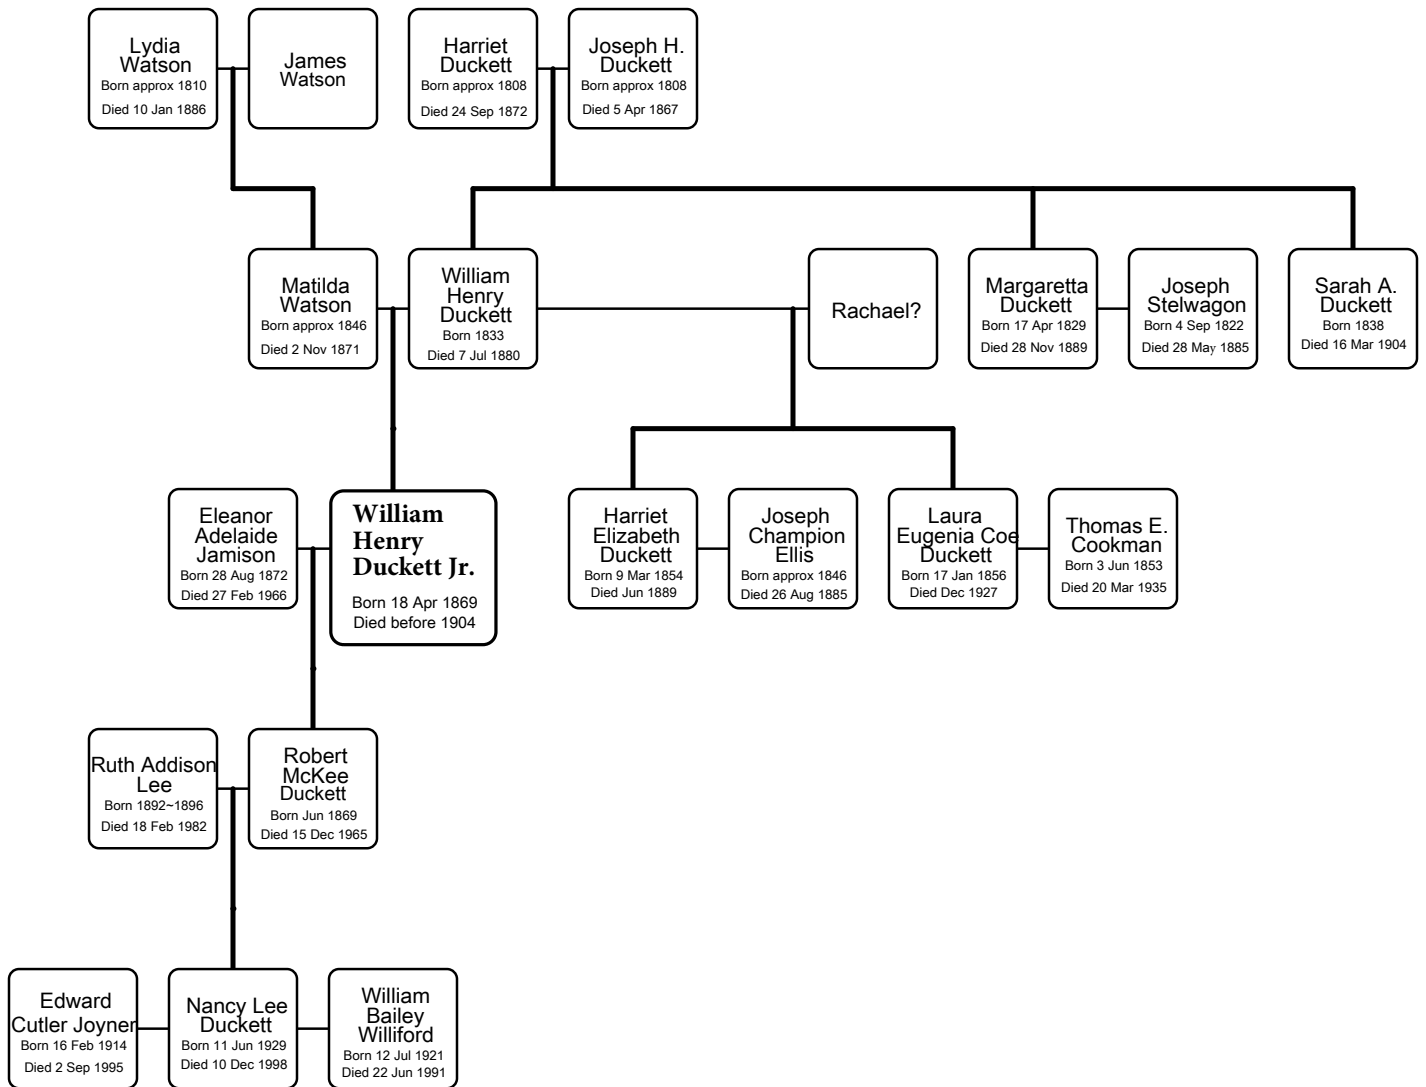 Lydia
Watson
Born approx 1810
Died 10 Jan 1886
James
Watson
Harriet
Duckett
Born approx 1808
Died 24 Sep 1872
Joseph H.
Duckett
Born approx 1808
Died 5 Apr 1867
Matilda
Watson
Born approx 1846
Died 2 Nov 1871
William
Henry
Duckett
Born 1833
Died 7 Jul 1880
Rachael?
Margaretta
Duckett
Born 17 Apr 1829
Died 28 Nov 1889
Joseph
Stelwagon
Born 4 Sep 1822
Died 28 May 1885
Sarah A.
Duckett
Born 1838
Died 16 Mar 1904
Eleanor
Adelaide
Jamison
Born 28 Aug 1872
Died 27 Feb 1966
William
Henry
Duckett Jr.
Born 18 Apr 1869
Died before 1904
Harriet
Elizabeth
Duckett
Born 9 Mar 1854
Died Jun 1889
Joseph
Champion
Ellis
Born approx 1846
Died 26 Aug 1885
Laura
Eugenia Coe
Duckett
Born 17 Jan 1856
Died Dec 1927
Thomas E.
Cookman
Born 3 Jun 1853
Died 20 Mar 1935
Ruth Addison
Lee
Born 1892~1896
Died 18 Feb 1982
Robert
McKee
Duckett
Born Jun 1869
Died 15 Dec 1965
Edward
Cutler Joyner
Born 16 Feb 1914
Died 2 Sep 1995
Nancy Lee
Duckett
Born 11 Jun 1929
Died 10 Dec 1998
William
Bailey
Williford
Born 12 Jul 1921
Died 22 Jun 1991